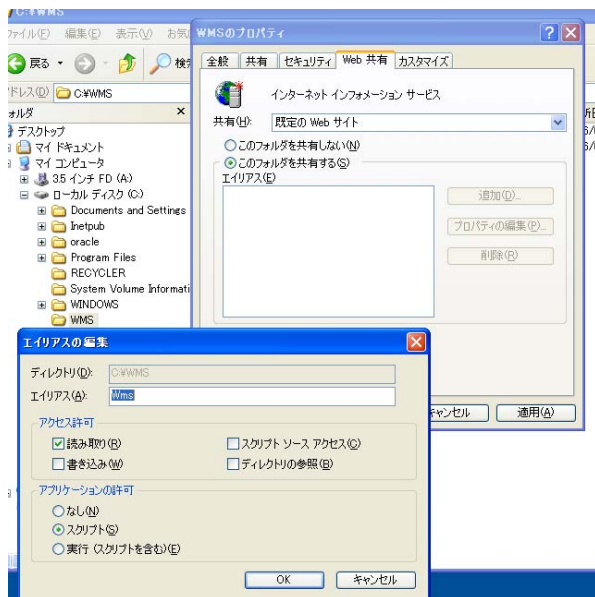 C:¥WMS
ファイル(F) 編集(E) 表示(V)
戻る
C:¥WMS
フォルダ ×
デスクトップ
マイ ドキュメント
マイ コンピュータ
3.5 インチ FD (A:)
ローカル ディスク (C:)
Documents and Settings
Inetpub
oracle
Program Files
RECYCLER
System Volume Informati
WINDOWS
WMS
WMSのプロパティ
全般 共有 セキュリティ Web 共有 カスタマイズ
インターネット インフォメーション サービス
共有(H): 既定の Web サイト
このフォルダを共有しない(N)
このフォルダを共有する(S)
エイリアス(E)
追加(D)...
プロパティの編集(P)...
削除(R)
キャンセル 適用(A)
エイリアスの編集
ディレクトリ(D): C:¥WMS
エイリアス(A): Wms
アクセス許可
読み取り(R) スクリプト ソース アクセス(C)
書き込み(W) ディレクトリの参照(B)
アプリケーションの許可
なし(N)
スクリプト(S)
実行 (スクリプトを含む)(E)
OK キャンセル